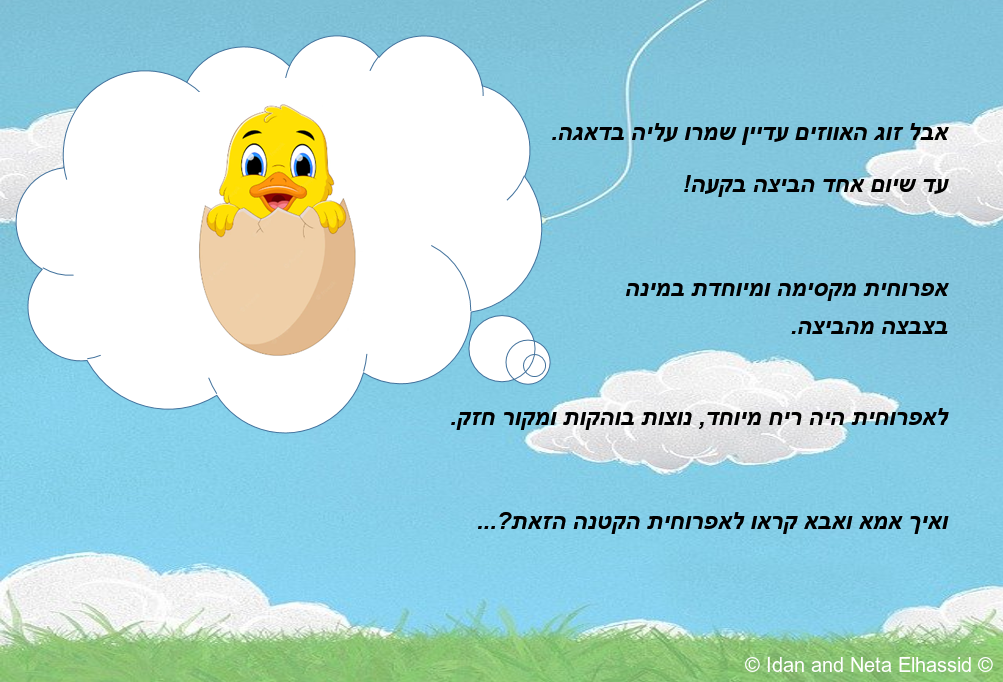 אבל זוג האווזים עדיין שמרו עליה בדאגה.
עד שיום אחד הביצה בקעה!
אפרוחית מקסימה ומיוחדת במינה
בצבצה מהביצה.
לאפרוחית היה ריח מיוחד, נוצות בוהקות ומקור חזק.
ואיך אמא ואבא קראו לאפרוחית הקטנה הזאת?...
© Idan and Neta Elhassid ©